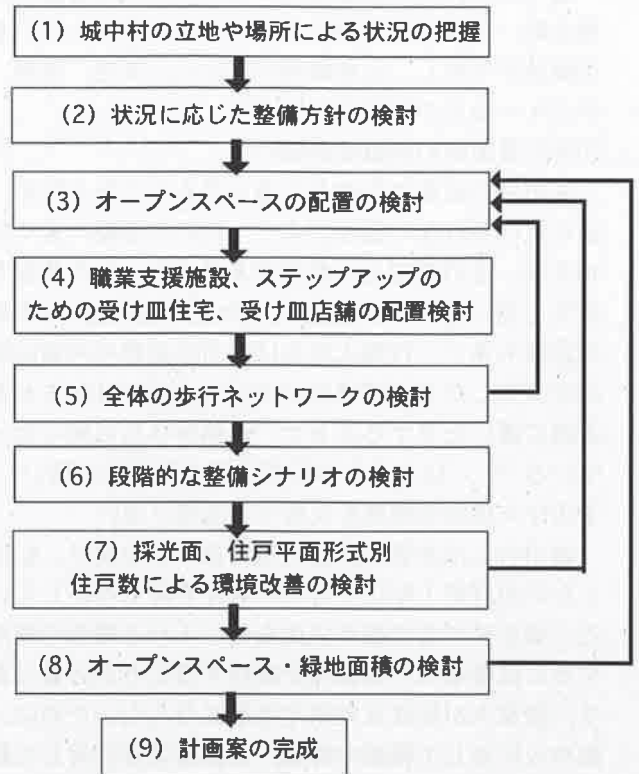 (1) 城中村の立地や場所による状況の把握
(2) 状況に応じた整備方針の検討
(3) オープンスペースの配置の検討
(4) 職業支援施設、ステップアップの
ための受け皿住宅、受け皿店舗の配置検討
(5) 全体の歩行ネットワークの検討
(6) 段階的な整備シナリオの検討
(7) 採光面、住戸平面形式別
住戸数による環境改善の検討
(8) オープンスペース・緑地面積の検討
(9) 計画案の完成